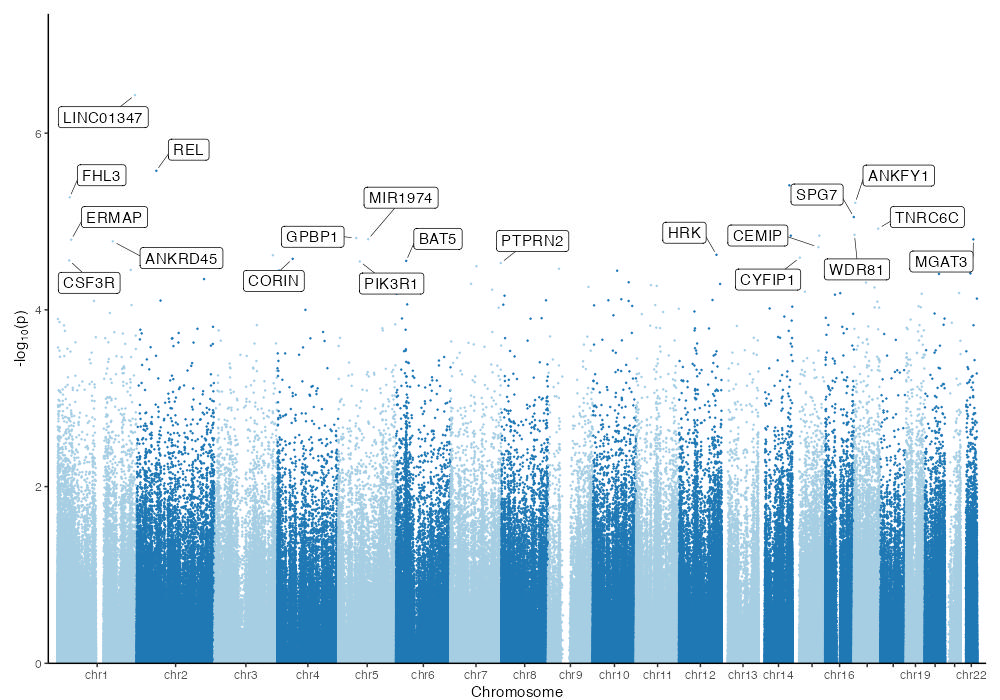 LINC01347
6
REL
FHL3
ANKFY1
SPG7
MIR1974
ERMAP
TNRC6C
GPBP1
BAT5
PTPRN2
HRK
CEMIP
ANKRD45
MGAT3
CSF3R
CORIN
PIK3R1
CYFIP1
WDR81
4
-log10(p)
2
0
chr1 chr2 chr3 chr4 chr5 chr6 chr7 chr8 chr9 chr10 chr11 chr12 chr13 chr14 chr16 chr19 chr22
Chromosome